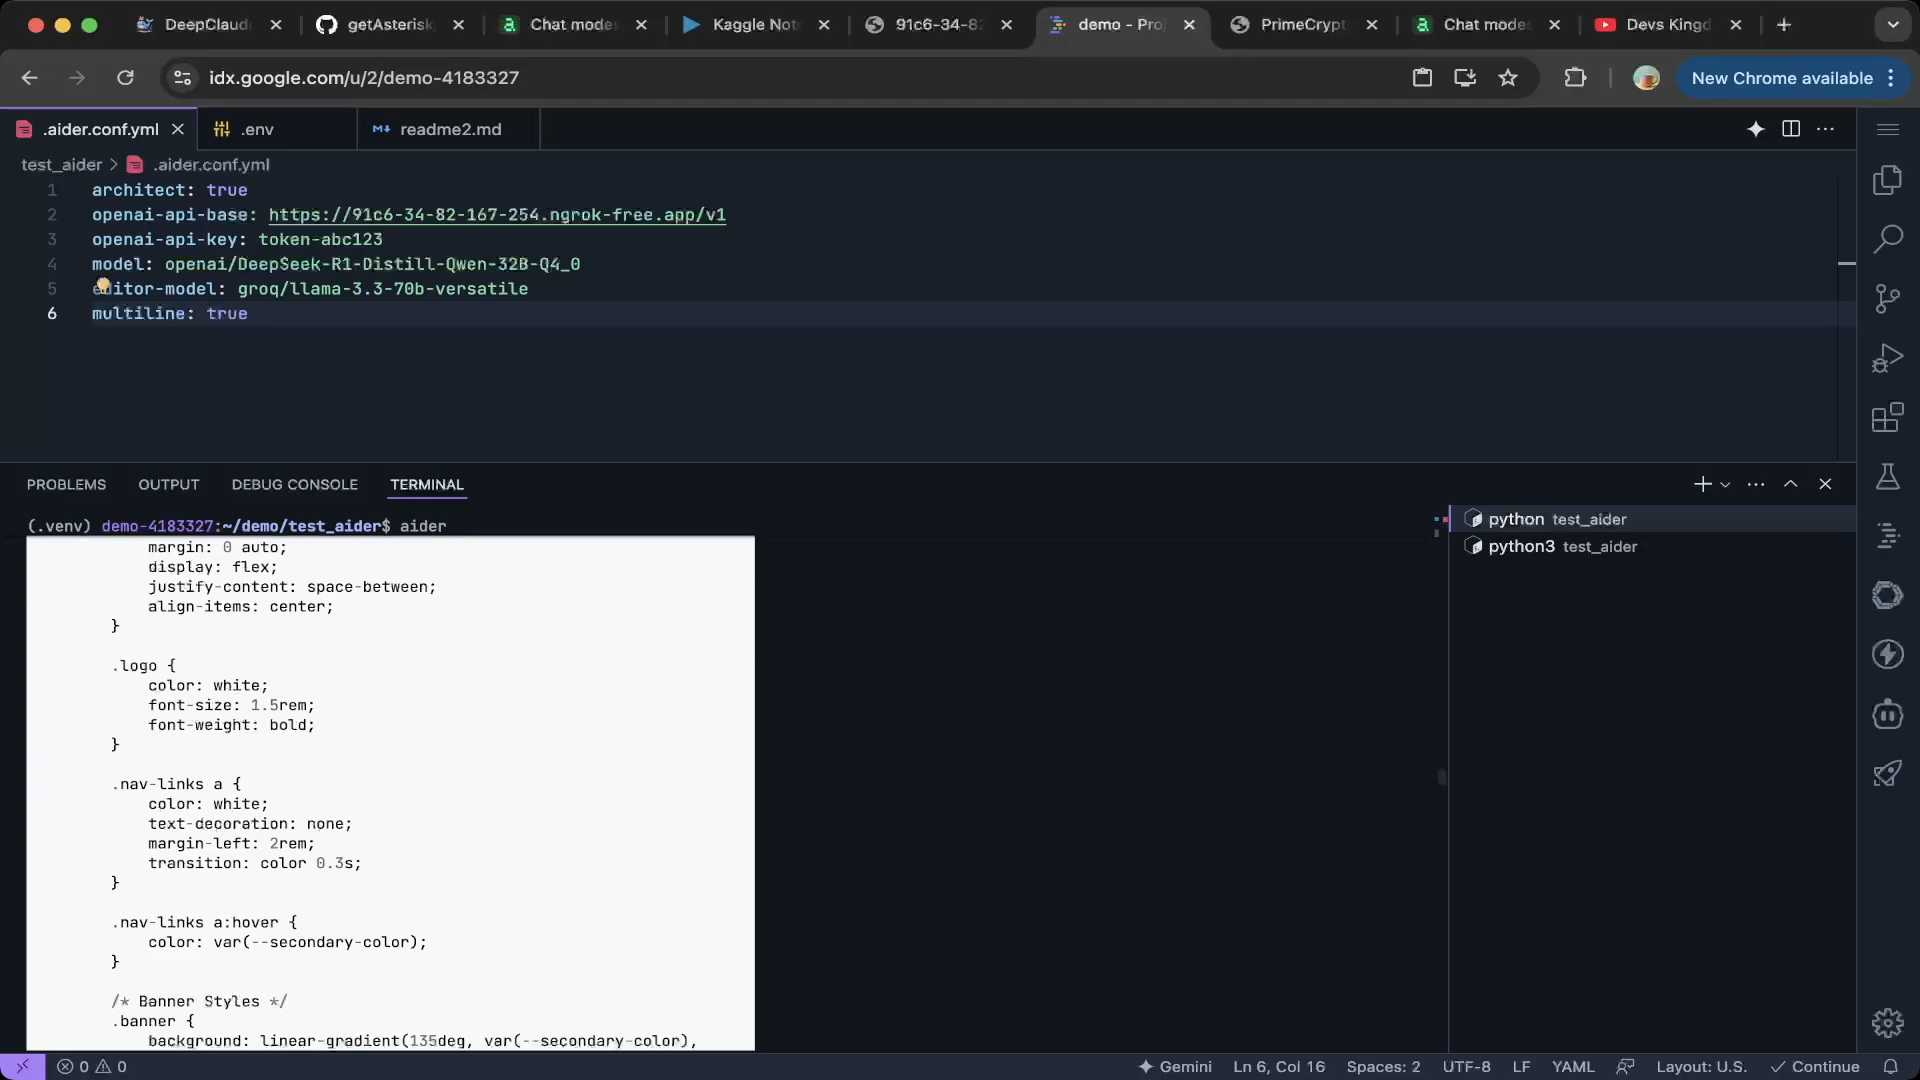 DeepClaud
getAsterisk
Chat mode
Kaggle Not
91c6-34-82
demo - Proj
PrimeCrypt
Chat mode
Devs Kingd
idx.google.com/u/2/demo-4183327
New Chrome available
.aider.conf.yml
.env
readme2.md
test_aider > .aider.conf.yml
1 architect: true
2 openai-api-base: https://91c6-34-82-167-254.ngrok-free.app/v1
3 openai-api-key: token-abc123
4 model: openai/DeepSeek-R1-Distill-Qwen-32B-Q4_0
5 editor-model: groq/llama-3.3-70b-versatile
6 multiline: true
PROBLEMS OUTPUT DEBUG CONSOLE TERMINAL
(.venv) demo-4183327:~/demo/test_aider$ aider
margin: 0 auto;
display: flex;
justify-content: space-between;
align-items: center;
}
.logo {
color: white;
font-size: 1.5rem;
font-weight: bold;
}
.nav-links a {
color: white;
text-decoration: none;
margin-left: 2rem;
transition: color 0.3s;
}
.nav-links a:hover {
color: var(--secondary-color);
}
/* Banner Styles */
.banner {
background: linear-gradient(135deg, var(--secondary-color),
python test_aider
python3 test_aider
0 0
Gemini
Ln 6, Col 16
Spaces: 2
UTF-8
LF
YAML
Layout: U.S.
Continue